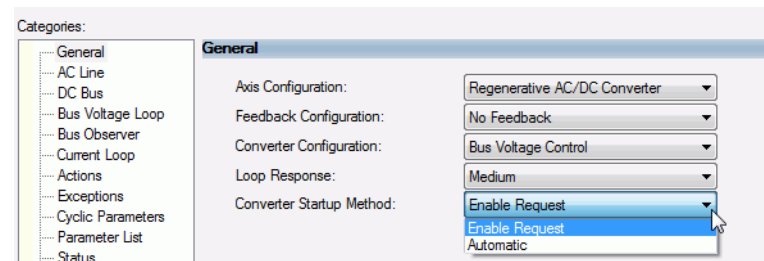 Categories:
General
AC Line
DC Bus
Bus Voltage Loop
Bus Observer
Current Loop
Actions
Exceptions
Cyclic Parameters
Parameter List
Status
General
Axis Configuration: Regenerative AC/DC Converter
Feedback Configuration: No Feedback
Converter Configuration: Bus Voltage Control
Loop Response: Medium
Converter Startup Method: Enable Request
Enable Request
Automatic